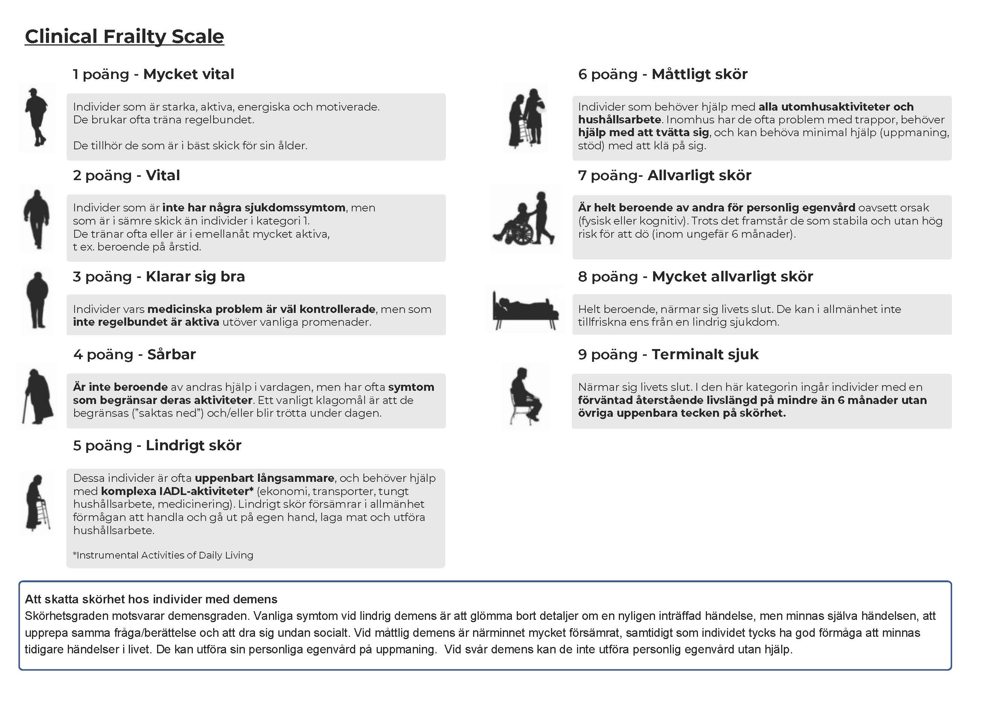 Clinical Frailty Scale
1 poäng - Mycket vital
Individer som är starka, aktiva, energiska och motiverade.
De brukar ofta träna regelbundet.
De tillhör de som är i bäst skick för sin ålder.
2 poäng - Vital
Individer som är inte har några sjukdomssymtom, men
som är i sämre skick än individer i kategori 1.
De tränar ofta eller är i emellanåt mycket aktiva,
t ex. beroende på årstid.
3 poäng - Klarar sig bra
Individer vars medicinska problem är väl kontrollerade, men som
inte regelbundet är aktiva utöver vanliga promenader.
4 poäng - Sårbar
Är inte beroende av andras hjälp i vardagen, men har ofta symtom
som begränsar deras aktiviteter. Ett vanligt klagomål är att de
begränsas (”saktas ned”) och/eller blir trötta under dagen.
5 poäng - Lindrigt skör
Dessa individer är ofta uppenbart långsammare, och behöver hjälp
med komplexa IADL-aktiviteter* (ekonomi, transporter, tungt
hushållsarbete, medicinering). Lindrigt skör försämrar i allmänhet
förmågan att handla och gå ut på egen hand, laga mat och utföra
hushållsarbete.
*Instrumental Activities of Daily Living
6 poäng - Måttligt skör
Individer som behöver hjälp med alla utomhusaktiviteter och
hushållsarbete. Inomhus har de ofta problem med trappor, behöver
hjälp med att tvätta sig, och kan behöva minimal hjälp (uppmaning,
stöd) med att klä på sig.
7 poäng- Allvarligt skör
Är helt beroende av andra för personlig egenvård oavsett orsak
(fysisk eller kognitiv). Trots det framstår de som stabila och utan hög
risk för att dö (inom ungefär 6 månader).
8 poäng - Mycket allvarligt skör
Helt beroende, närmar sig livets slut. De kan i allmänhet inte
tillfriskna ens från en lindrig sjukdom.
9 poäng - Terminalt sjuk
Närmar sig livets slut. I den här kategorin ingår individer med en
förväntad återstående livslängd på mindre än 6 månader utan
övriga uppenbara tecken på skörhet.
Att skatta skörhet hos individer med demens
Skörhetsgraden motsvarar demensgraden. Vanliga symtom vid lindrig demens är att glömma bort detaljer om en nyligen inträffad händelse, men minnas själva händelsen, att
upprepa samma fråga/berättelse och att dra sig undan socialt. Vid måttlig demens är närminnet mycket försämrat, samtidigt som individet tycks ha god förmåga att minnas
tidigare händelser i livet. De kan utföra sin personliga egenvård på uppmaning.  Vid svår demens kan de inte utföra personlig egenvård utan hjälp.